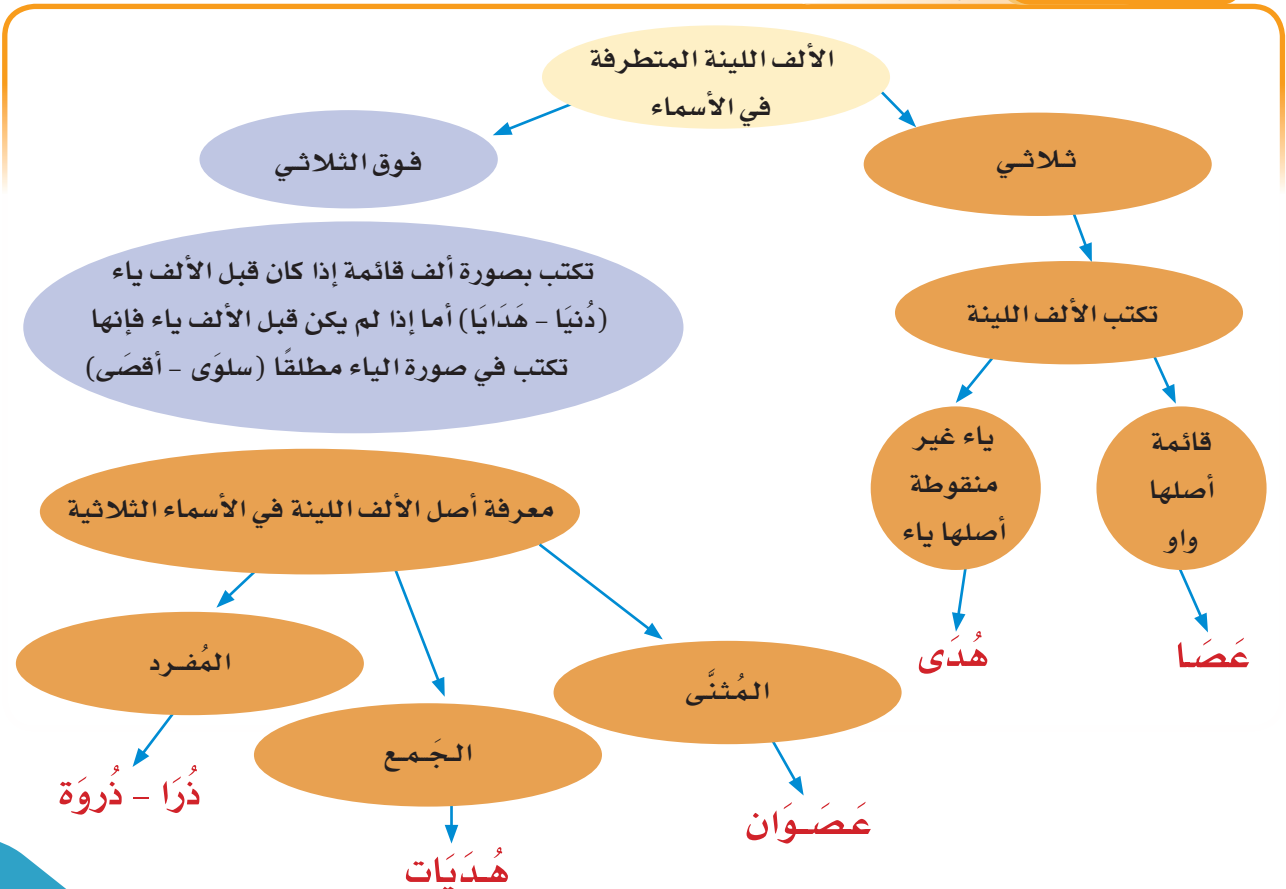 الألف اللينة المتطرفة
في الأسماء
ثلاثي
فوق الثلاثي
تكتب بصورة ألف قائمة إذا كان قبل الألف ياء
(دُنيَا - هَدَايَا) أما إذا لم يكن قبل الألف ياء فإنها
تكتب في صورة الياء مطلقًا (سلوَى - أقصَى)
تكتب الألف اللينة
قائمة
أصلها
واو
ياء غير
منقوطة
أصلها ياء
عَصَا
هُدَى
معرفة أصل الألف اللينة في الأسماء الثلاثية
المُثنَّى
الجَمع
المُفرد
عَصَوَان
هُدَيَات
ذُرَا - ذُروَة